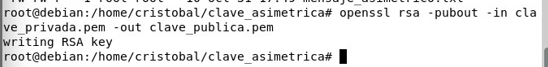 root@debian:/home/cristobal/clave_asimetrica# openssl rsa -pubout -in cla
ve_privada.pem -out clave_publica.pem
writing RSA key
root@debian:/home/cristobal/clave_asimetrica#